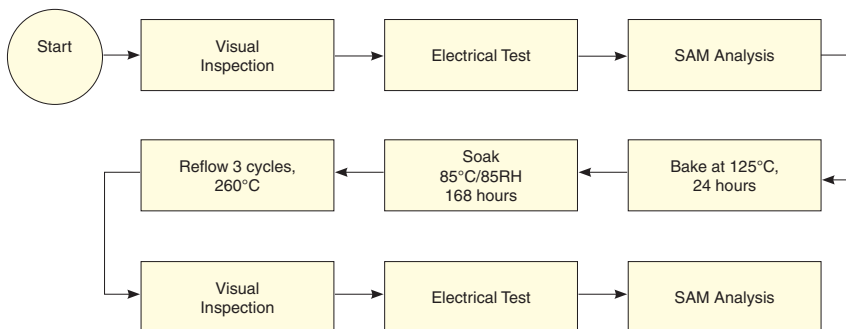 Start
Visual
Inspection
Electrical Test
SAM Analysis
Bake at 125°C,
24 hours
Soak
85°C/85RH
168 hours
Reflow 3 cycles,
260°C
Visual
Inspection
Electrical Test
SAM Analysis